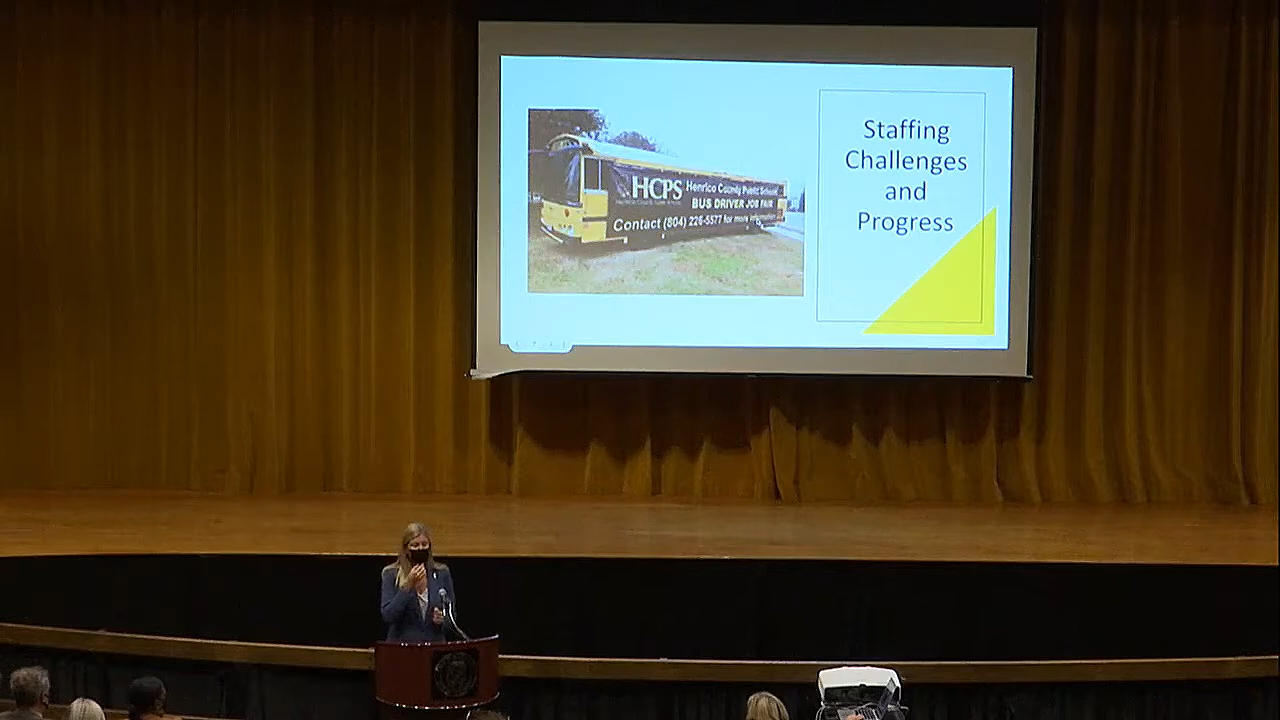 HCPS Henrico County Public Schools
BUS DRIVER JOB FAIR
Contact (804) 226-5577 for more information
Staffing
Challenges
and
Progress